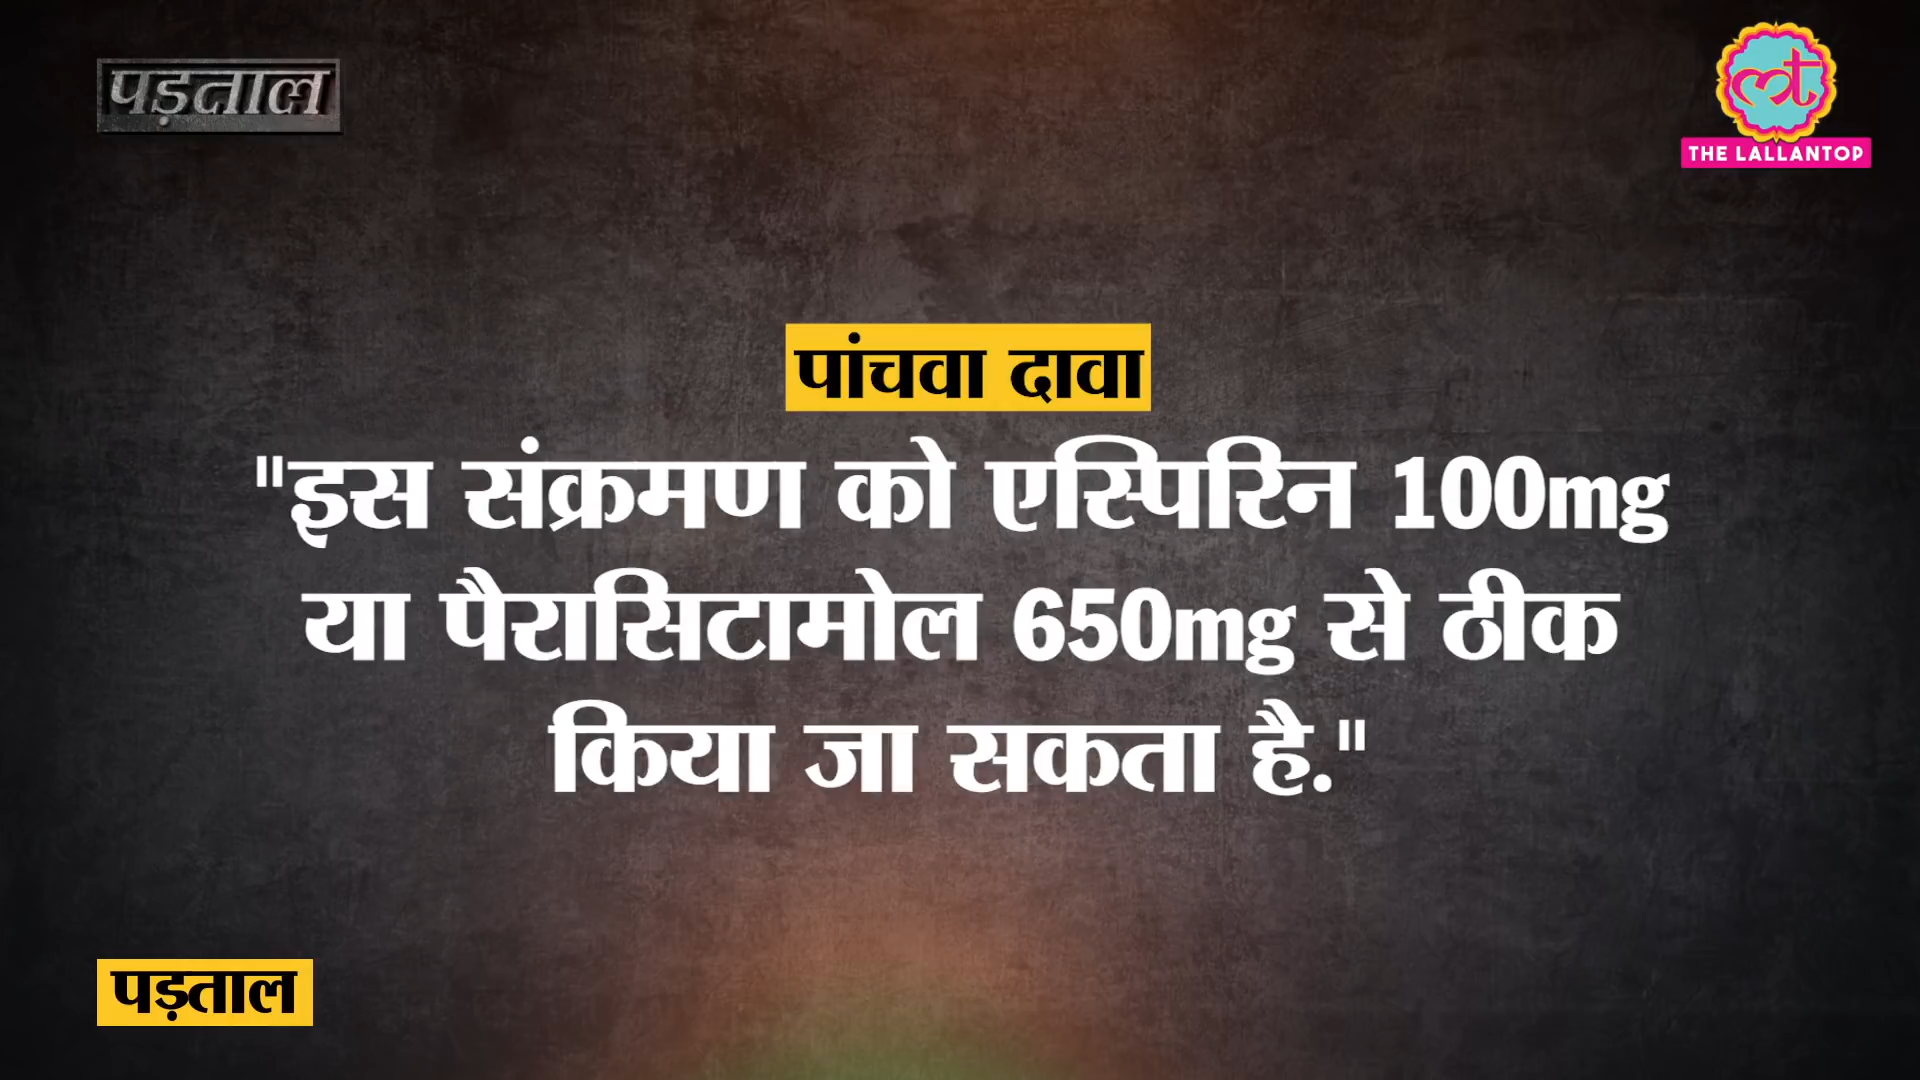 पड़ताल
THE LALLANTOP
पांचवा दावा
"इस संक्रमण को एस्पिरिन 100mg
या पैरासिटामोल 650mg से ठीक
किया जा सकता है."
पड़ताल